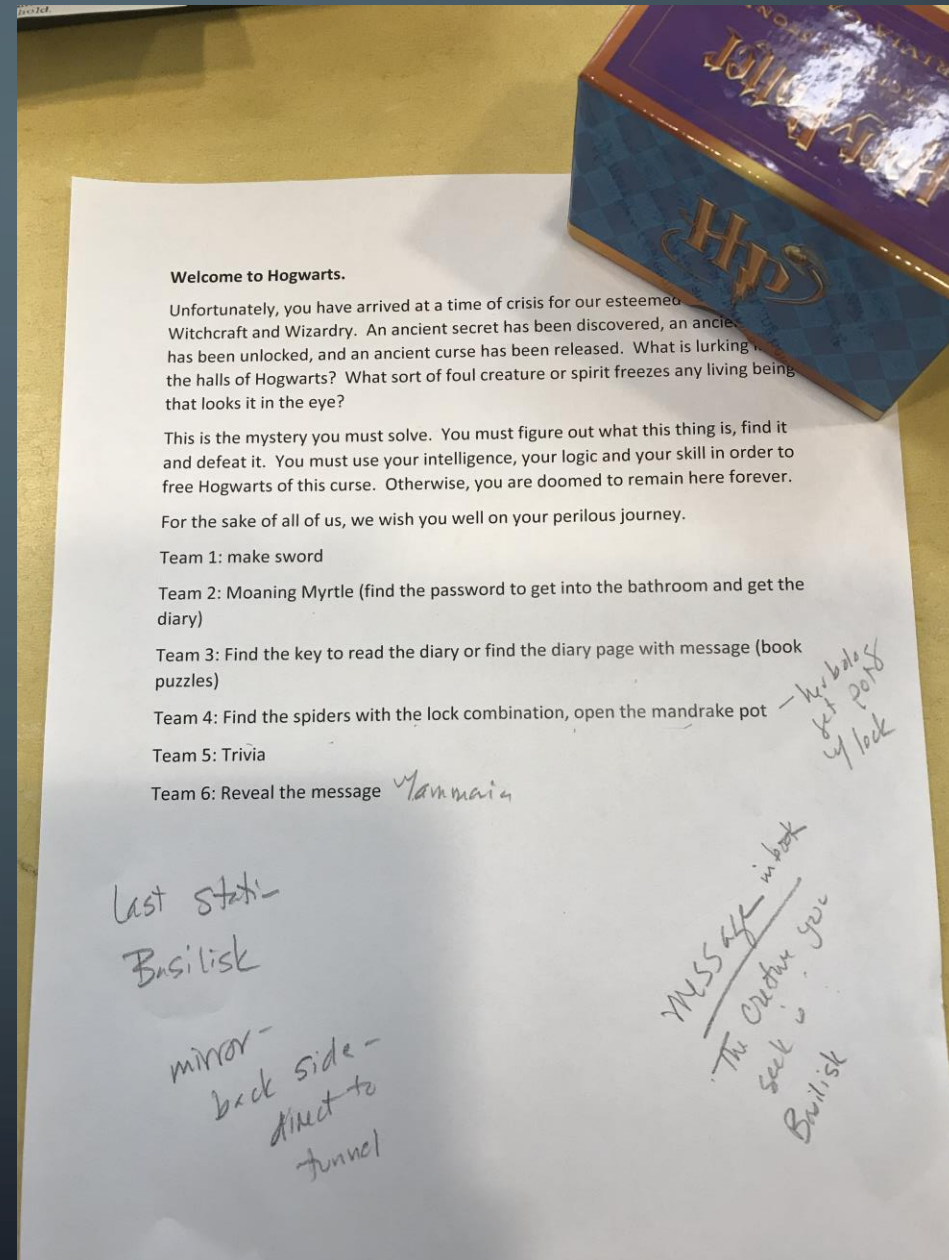 hold.
Harry Potter
HP
Welcome to Hogwarts.
Unfortunately, you have arrived at a time of crisis for our esteemed
Witchcraft and Wizardry. An ancient secret has been discovered, an
has been unlocked, and an ancient curse has been released. What is lurking
the halls of Hogwarts? What sort of foul creature or spirit freezes any living being
that looks it in the eye?
This is the mystery you must solve. You must figure out what this thing is, find it
and defeat it. You must use your intelligence, your logic and your skill in order to
free Hogwarts of this curse. Otherwise, you are doomed to remain here forever.
For the sake of all of us, we wish you well on your perilous journey.
Team 1: make sword
Team 2: Moaning Myrtle (find the password to get into the bathroom and get the
diary)
Team 3: Find the key to read the diary or find the diary page with message (book
puzzles)
Team 4: Find the spiders with the lock combination, open the mandrake pot
– herbology
pots
w/ lock
Team 5: Trivia
Team 6: Reveal the message
last
Basilisk
mirror -
back side -
direct to
tunnel
message in book
The creature you
seek is
Basilisk